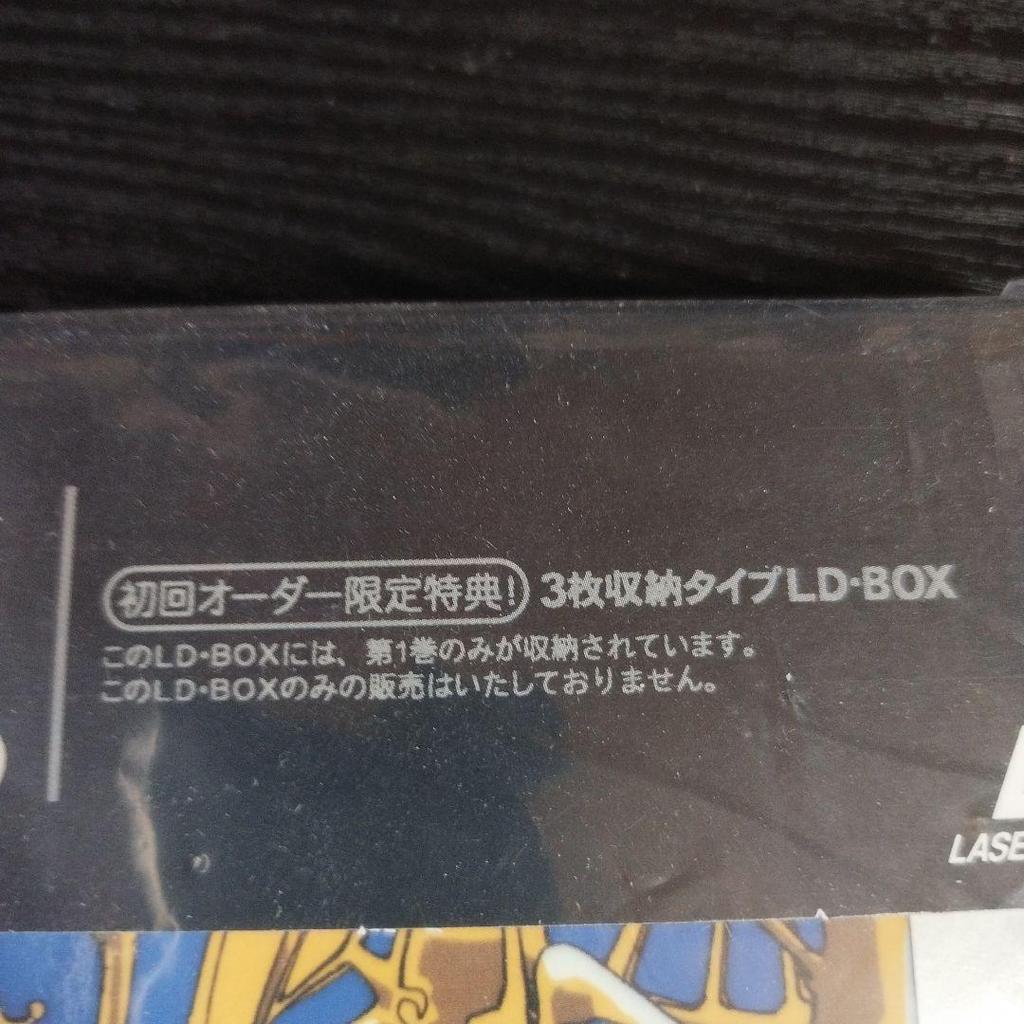 初回オーダー限定特典! 3枚収納タイプLD·BOX
このLD·BOXには、第1巻のみが収納されています。
このLD·BOXのみの販売はいたしておりません。
LASE